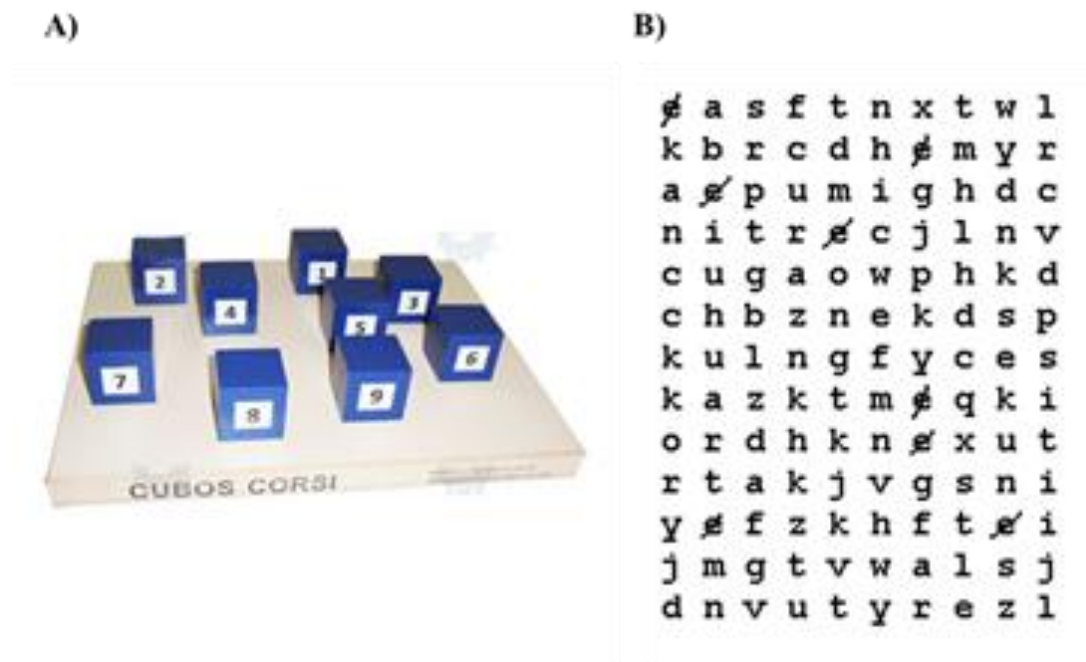 A)
B)
2
1
4
3
5
6
7
9
8
CUBOS CORSI
e a s f t n x t w l
k b r c d h e m y r
a e p u m i g h d c
n i t r e c j l n v
c u g a o w p h k d
c h b z n e k d s p
k u l n g f y c e s
k a z k t m e q k i
o r d h k n e x u t
r t a k j v g s n i
y e f z k h f t e i
j m g t v w a l s j
d n v u t y r e z l